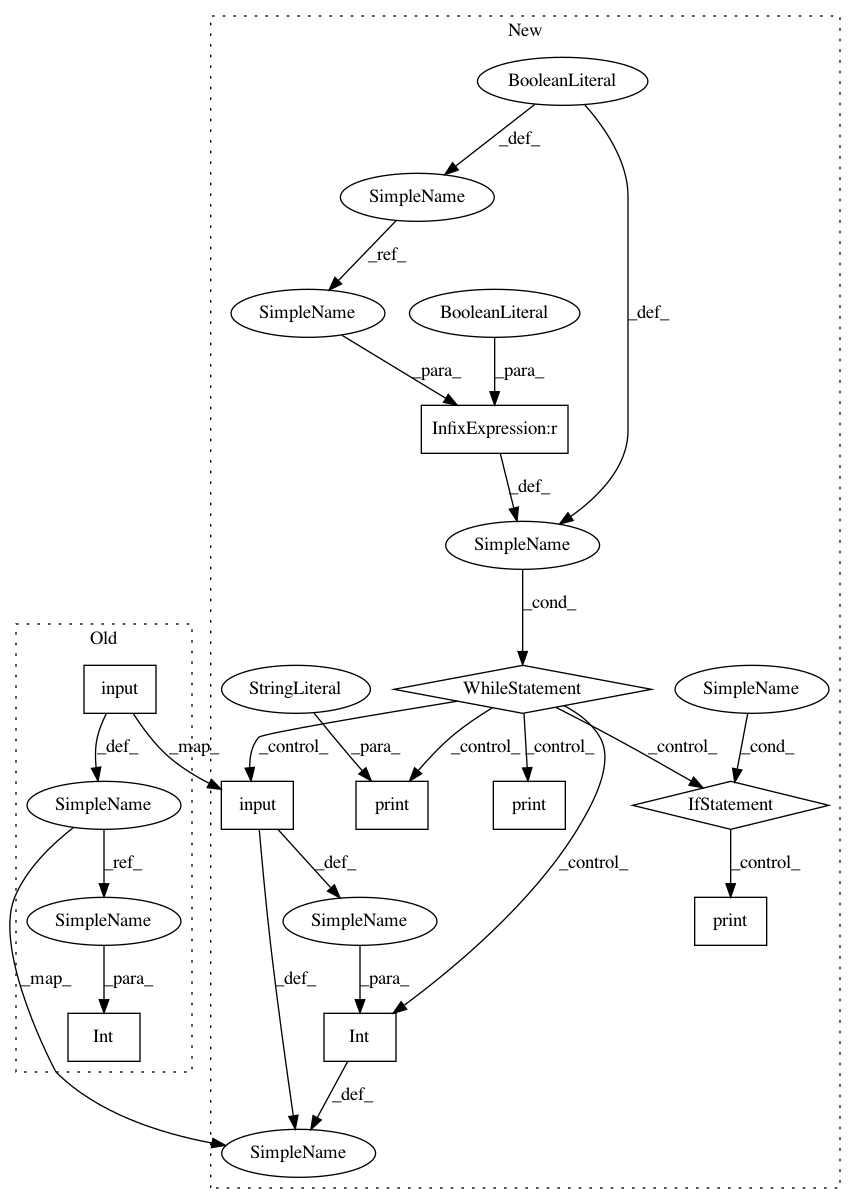 New
BooleanLiteral
_def_
SimpleName
_ref_
SimpleName
BooleanLiteral
_def_
_para_
_para_
InfixExpression:r
_def_
SimpleName
_cond_
Old
input
StringLiteral
WhileStatement
SimpleName
_def_
_map_
_control_
_para_
_control_
_control_
_control_
_cond_
SimpleName
input
print
print
IfStatement
_ref_
_def_
_control_
_control_
SimpleName
SimpleName
print
_map_
_para_
_def_
_para_
Int
Int
_def_
SimpleName